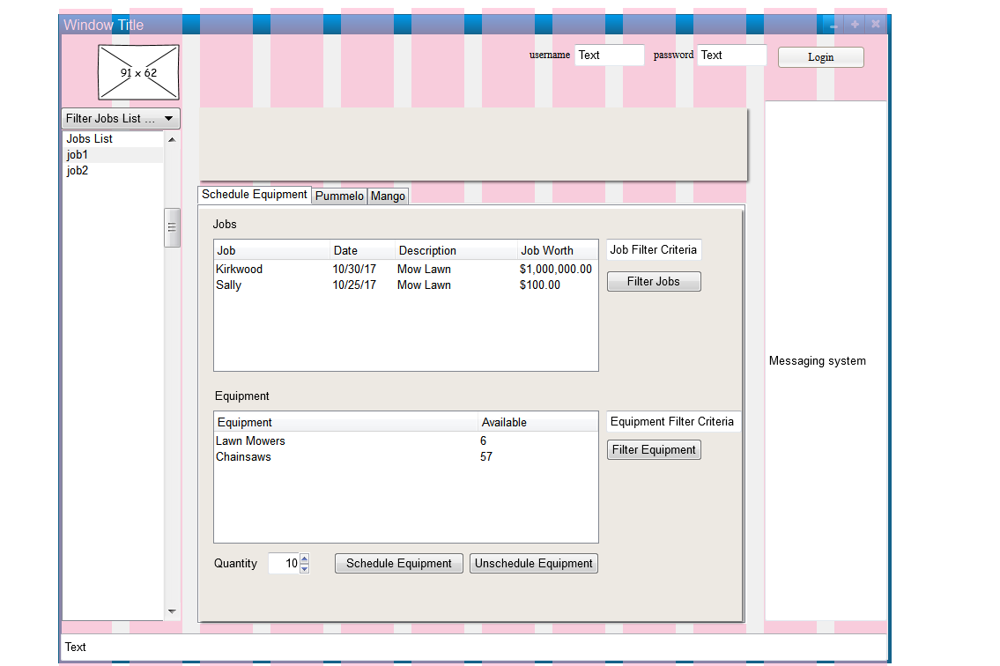 Window Title
91 x 62
username Text password Text Login
Filter Jobs List ...
Jobs List
job1
job2
Schedule Equipment Pummelo Mango
Jobs
Job Date Description Job Worth
Kirkwood 10/30/17 Mow Lawn $1,000,000.00
Sally 10/25/17 Mow Lawn $100.00
Job Filter Criteria
Filter Jobs
Messaging system
Equipment
Equipment Available
Lawn Mowers 6
Chainsaws 57
Equipment Filter Criteria
Filter Equipment
Quantity 10 Schedule Equipment Unschedule Equipment
Text